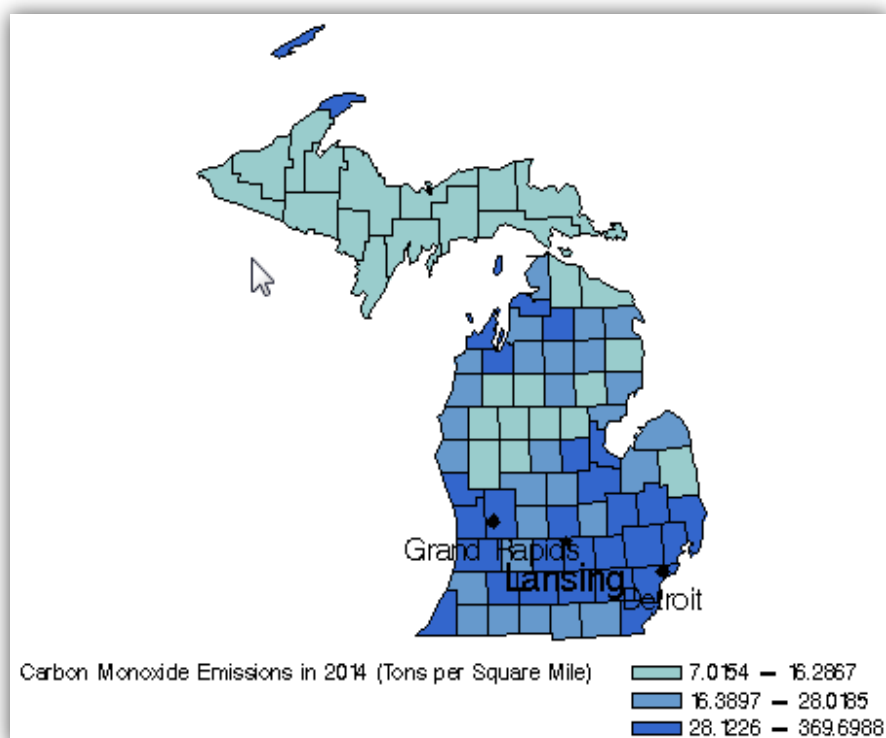 Grand Rapids
Lansing
Detroit
Carbon Monoxide Emissions in 2014 (Tons per Square Mile)
7.0154 – 16.2867
16.3897 – 28.0185
28.1226 – 369.6988